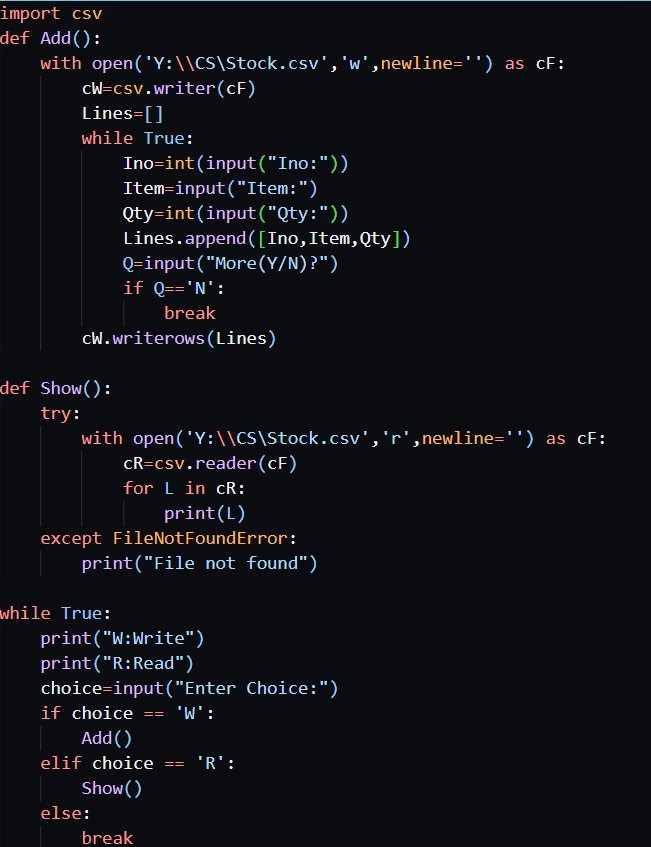 import csv
def Add():
    with open('Y:\\CS\Stock.csv','w',newline='') as cF:
        cW=csv.writer(cF)
        Lines=[]
        while True:
            Ino=int(input("Ino:"))
            Item=input("Item:")
            Qty=int(input("Qty:"))
            Lines.append([Ino,Item,Qty])
            Q=input("More(Y/N)?")
            if Q=='N':
                break
        cW.writerows(Lines)

def Show():
    try:
        with open('Y:\\CS\Stock.csv','r',newline='') as cF:
            cR=csv.reader(cF)
            for L in cR:
                print(L)
    except FileNotFoundError:
        print("File not found")

while True:
    print("W:Write")
    print("R:Read")
    choice=input("Enter Choice:")
    if choice == 'W':
        Add()
    elif choice == 'R':
        Show()
    else:
        break